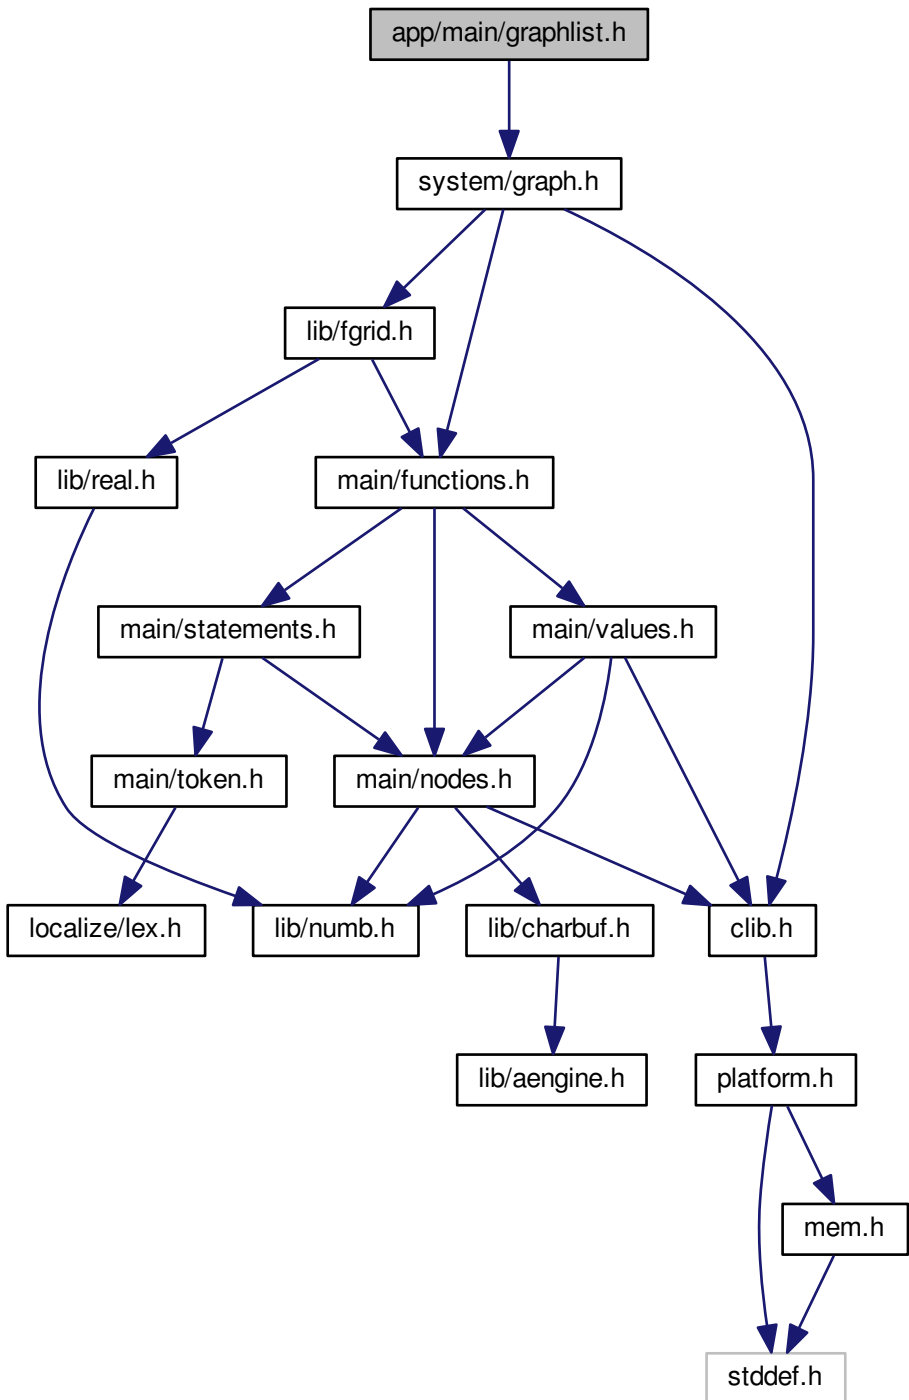 app/main/graphlist.h
system/graph.h
lib/fgrid.h
lib/real.h
main/functions.h
main/statements.h
main/values.h
main/token.h
main/nodes.h
localize/lex.h
lib/numb.h
lib/charbuf.h
clib.h
lib/aengine.h
platform.h
mem.h
stddef.h